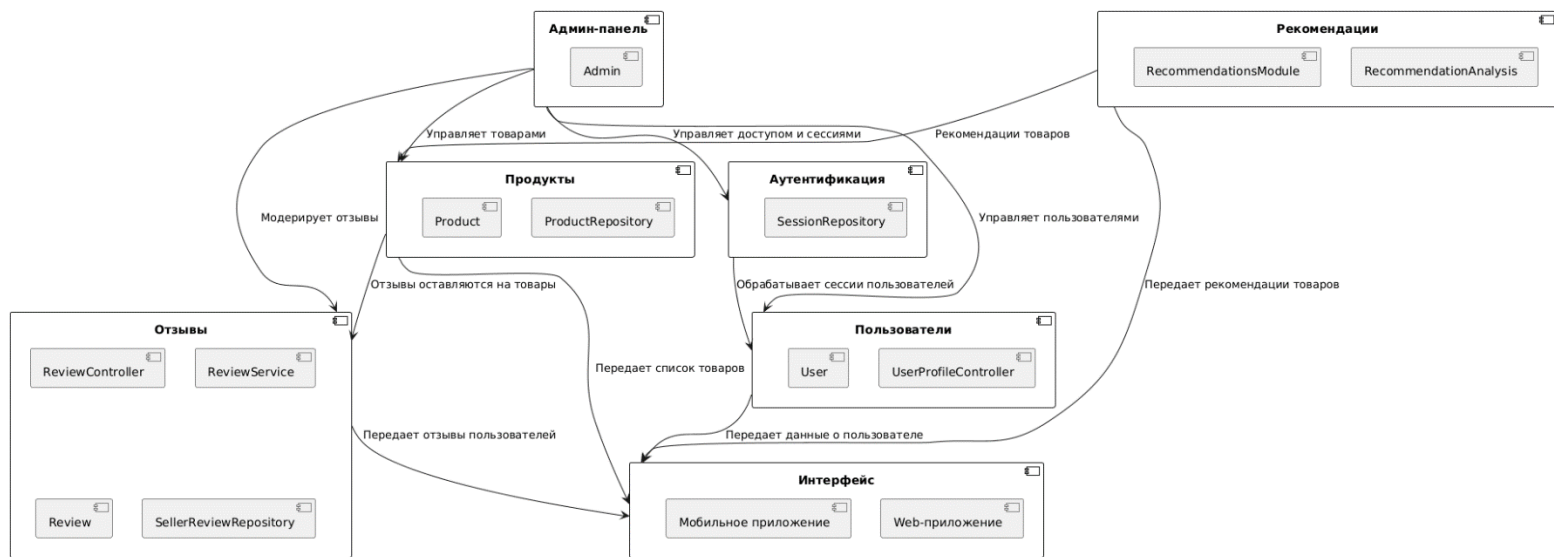 Админ-панель
Рекомендации
Admin
RecommendationsModule
RecommendationAnalysis
Управляет товарами
Управляет доступом и сессиями
Рекомендации товаров
Продукты
Аутентификация
Product
ProductRepository
SessionRepository
Модерирует отзывы
Управляет пользователями
Отзывы оставляются на товары
Обрабатывает сессии пользователей
Передает рекомендации товаров
Отзывы
Пользователи
ReviewController
ReviewService
Передает список товаров
User
UserProfileController
Передает отзывы пользователей
Передает данные о пользователе
Интерфейс
Review
SellerReviewRepository
Мобильное приложение
Web-приложение